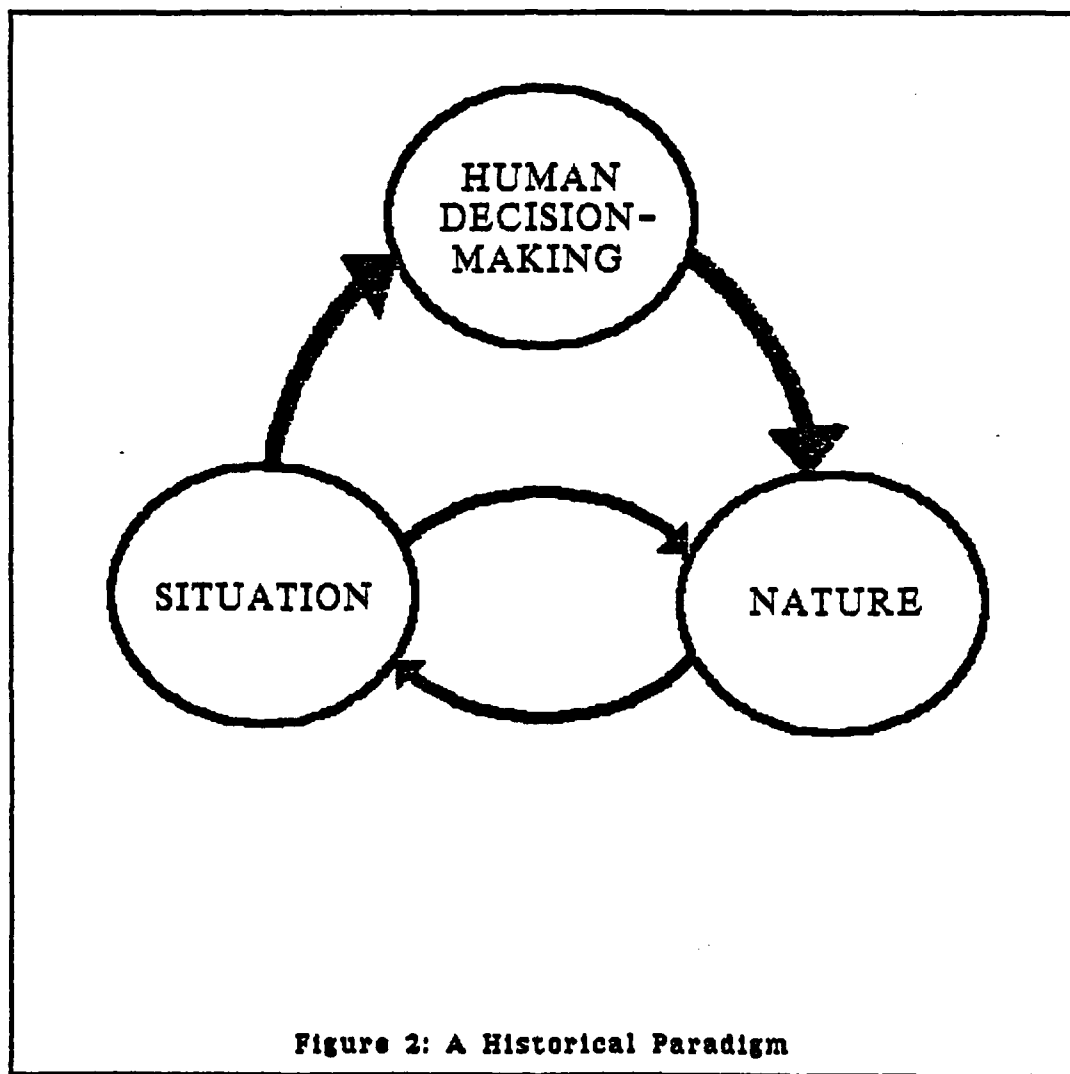 HUMAN
DECISION-
MAKING
SITUATION
NATURE
Figure 2: A Historical Paradigm